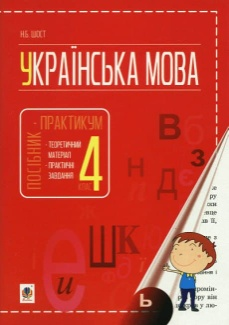 Н.Б. ШОСТ
УКРАЇНСЬКА МОВА
ПОСІБНИК
- ПРАКТИКУМ
- ТЕОРЕТИЧНИЙ
МАТЕРІАЛ
- ПРАКТИЧНІ
ЗАВДАННЯ
4
КЛАС
В
З
Д
Ш К
е и
ь